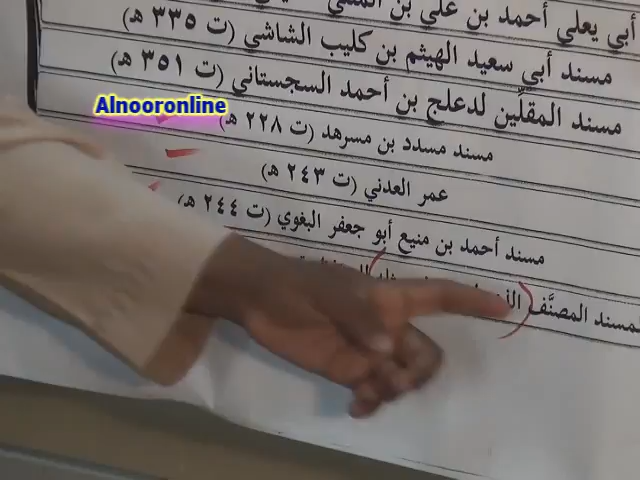 أبي يعلي أحمد بن علي بن المثنى
مسند أبي سعيد الهيثم بن كليب الشاشي (ت ٣٣٥ هـ)
مسند المقلّين لدعلج بن أحمد السجستاني (ت ٣٥١ هـ)
Alnooronline
مسند مسدد بن مسرهد (ت ٢٢٨ هـ)
عمر العدني (ت ٢٤٣ هـ)
مسند أحمد بن منيع أبو جعفر البغوي (ت ٢٤٤ هـ)
المسند المصنَّف